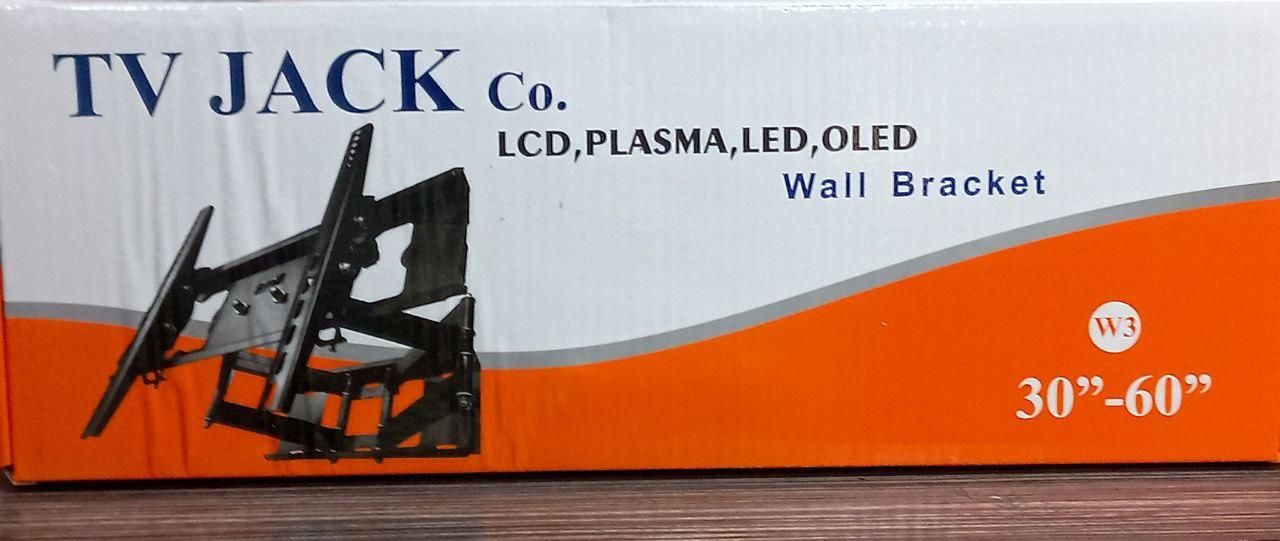 TV JACK Co.
LCD,PLASMA,LED,OLED
Wall Bracket
W3
30”-60”